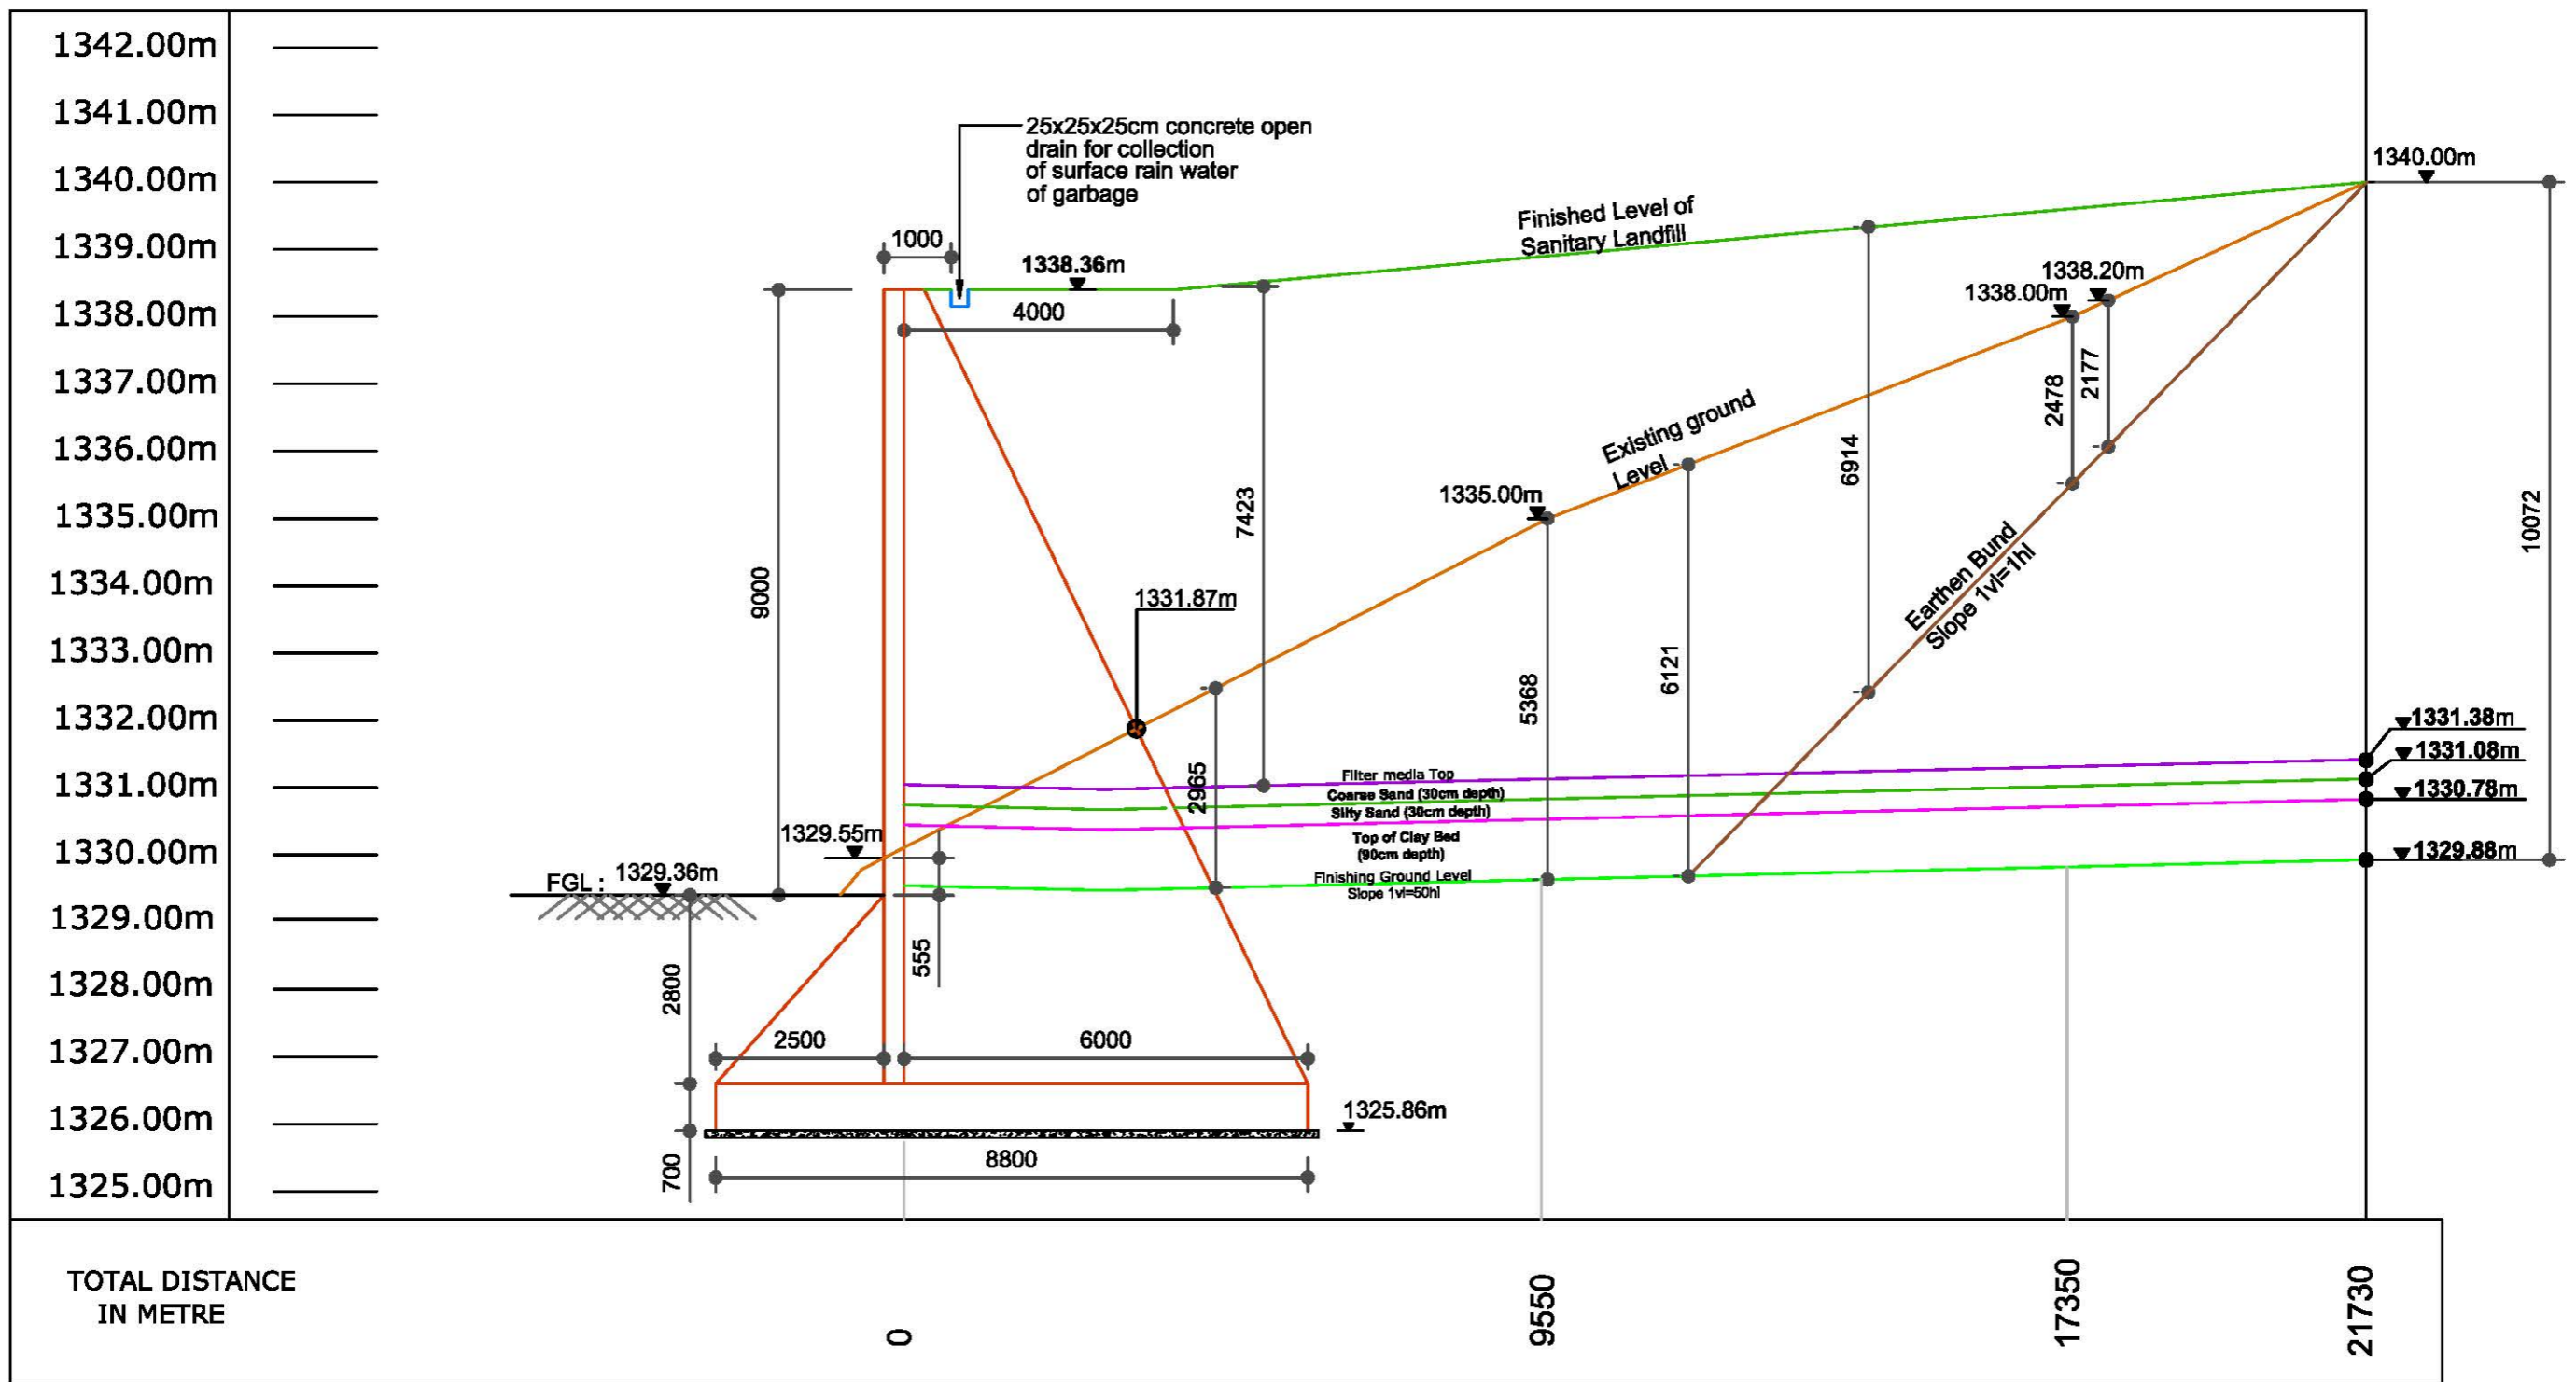 1342.00m
1341.00m
1340.00m
1339.00m
1338.00m
1337.00m
1336.00m
1335.00m
1334.00m
1333.00m
1332.00m
1331.00m
1330.00m
1329.00m
1328.00m
1327.00m
1326.00m
1325.00m
25x25x25cm concrete open
drain for collection
of surface rain water
of garbage
1000
1338.36m
4000
Finished Level of
Sanitary Landfill
1340.00m
1338.20m
1338.00m
2177
2478
6914
7423
Existing ground
Level
1335.00m
10072
9000
1331.87m
Earthen Bund
Slope 1vl=1hl
5368
6121
2965
1331.38m
1331.08m
1330.78m
1329.88m
Filter media Top
Coarse Sand (30cm depth)
Silty Sand (30cm depth)
Top of Clay Bed
(90cm depth)
Finishing Ground Level
Slope 1vl=50hl
1329.55m
FGL : 1329.36m
555
2800
2500
6000
1325.86m
700
8800
TOTAL DISTANCE
IN METRE
0
9550
17350
21730